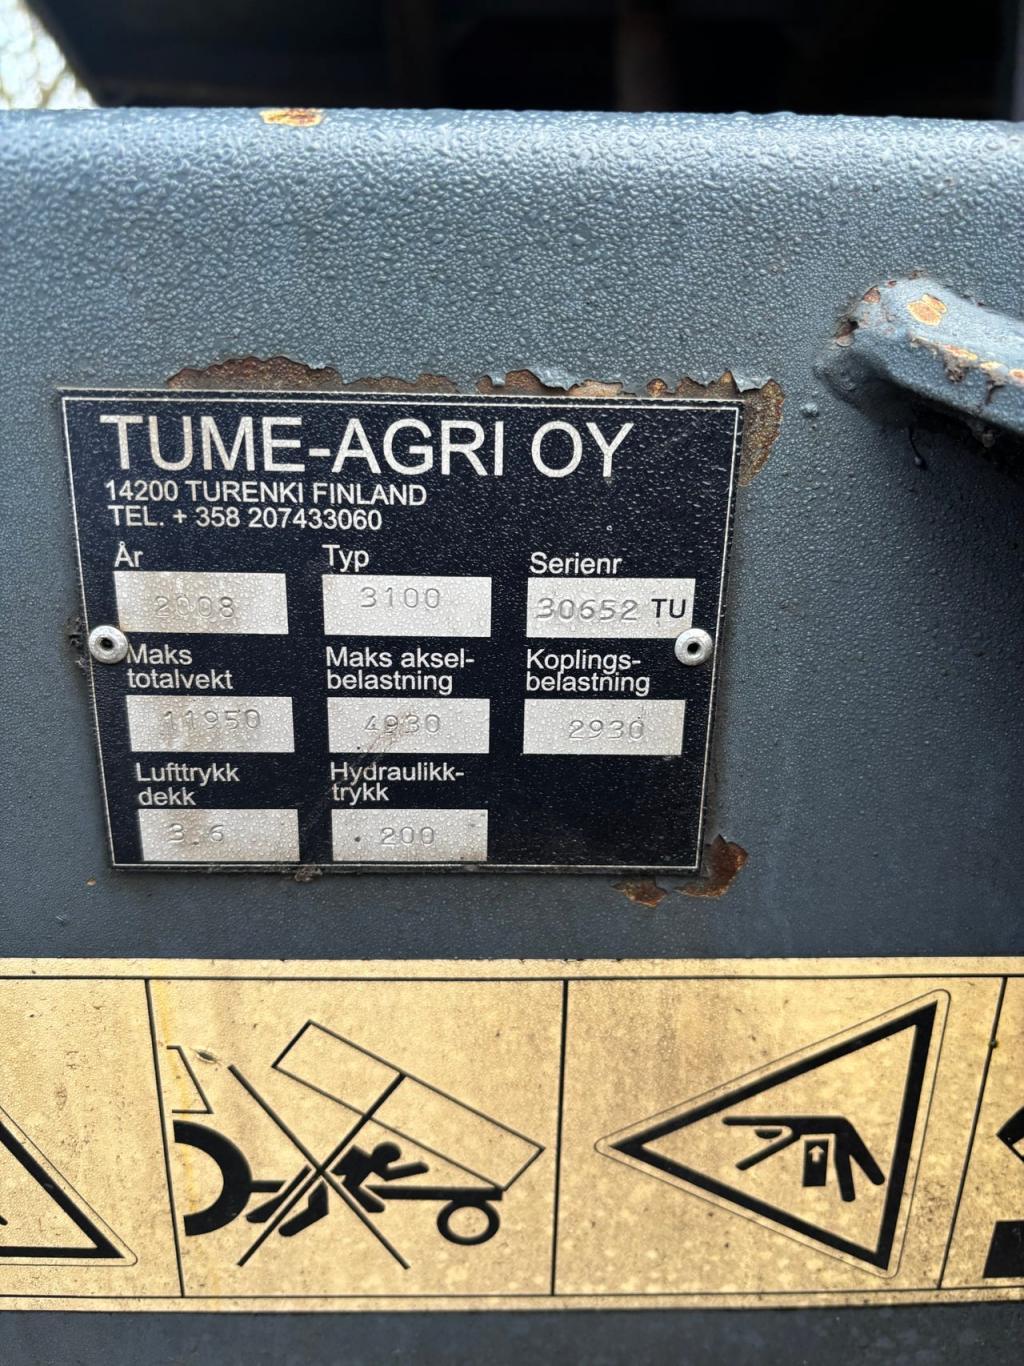 TUME-AGRI OY
14200 TURENKI FINLAND
TEL. + 358 207433060
År Typ Serienr
2008 3100 30652 TU
Maks totalvekt
Maks aksel-
belastning
Koplings-
belastning
11950 4930 2930
Lufttrykk
dekk
Hydraulikk-
trykk
3.6 200